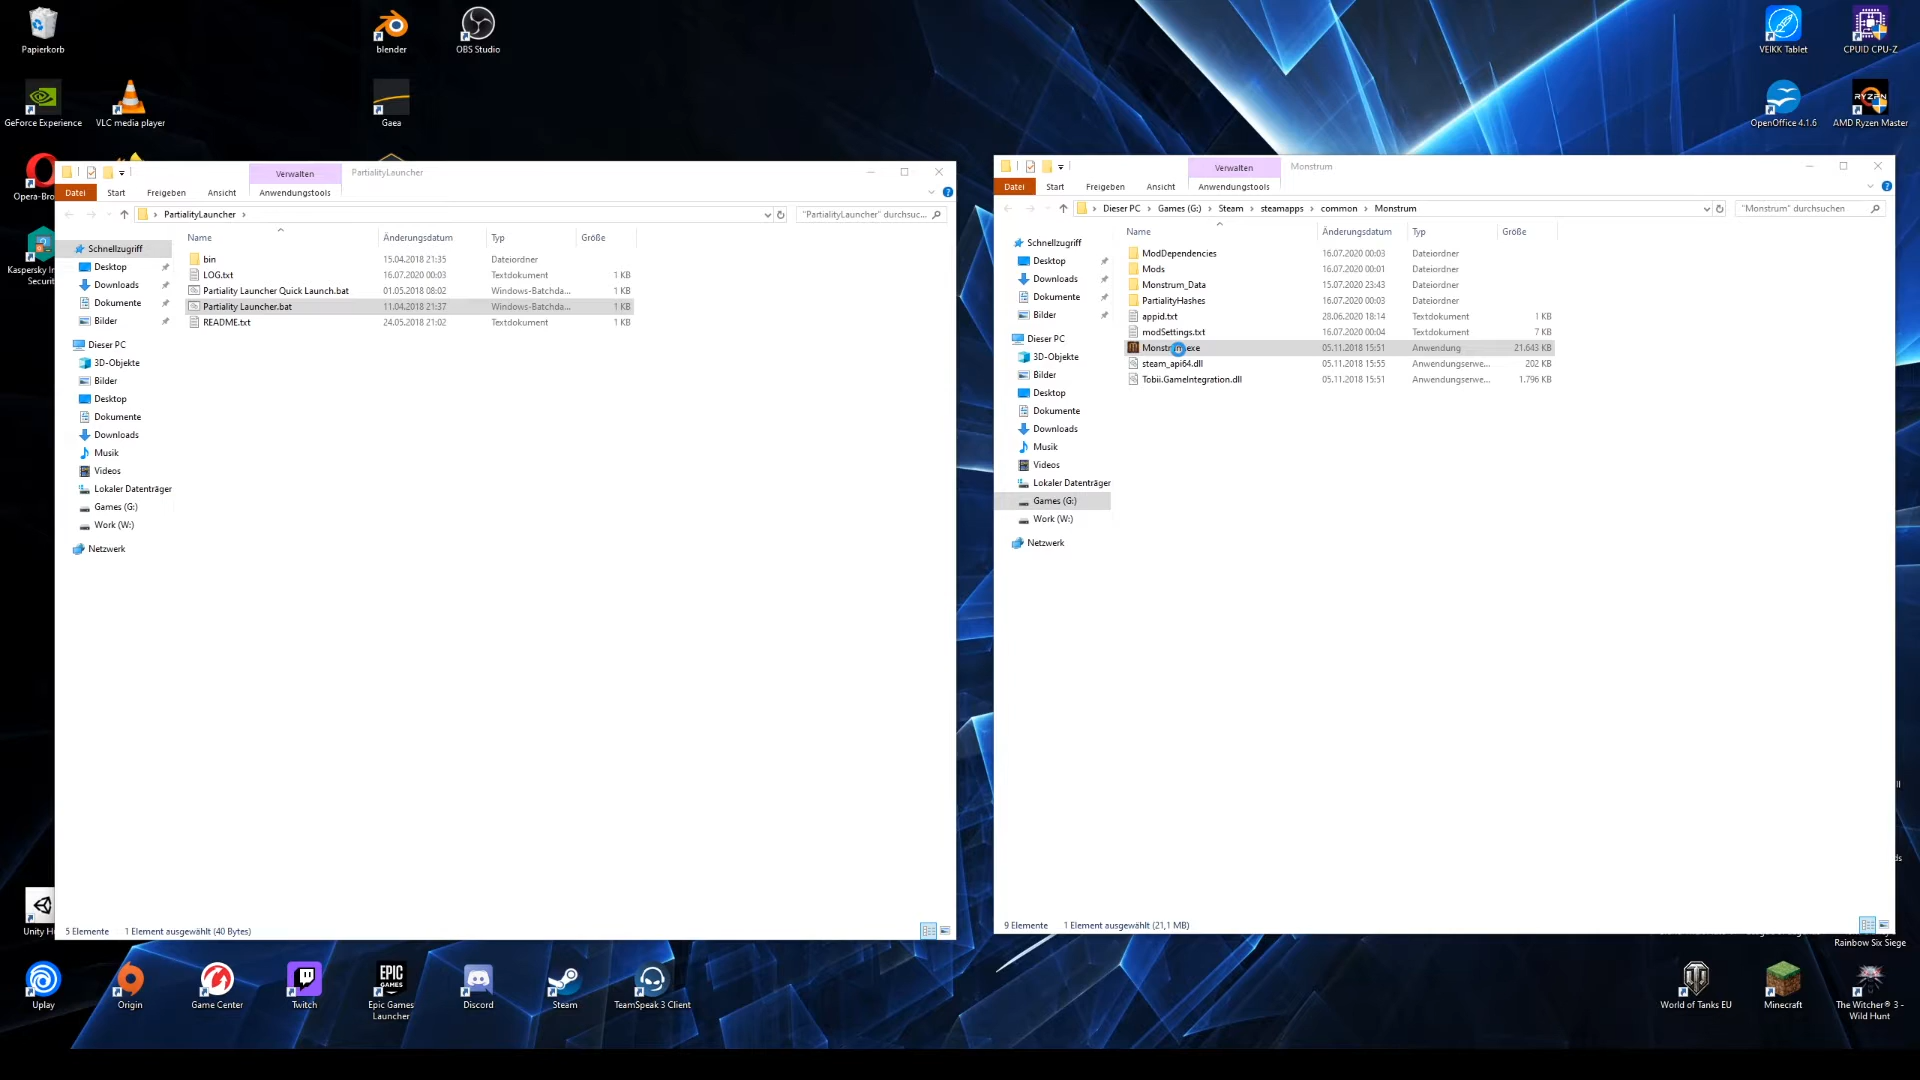 Papierkorb
blender
OBS Studio
VEIKK Tablet
CPUID CPU-Z
GeForce Experience
VLC media player
Gaea
OpenOffice 4.1.6
RYZEN
AMD Ryzen Master
Opera-Bro
Kaspersky Int
Securit
Verwalten
PartialityLauncher
Datei
Start
Freigeben
Ansicht
Anwendungstools
PartialityLauncher
"PartialityLauncher" durchsuc...
Name
Änderungsdatum
Typ
Größe
Schnellzugriff
Desktop
Downloads
Dokumente
Bilder
Dieser PC
3D-Objekte
Bilder
Desktop
Dokumente
Downloads
Musik
Videos
Lokaler Datenträger
Games (G:)
Work (W:)
Netzwerk
bin 15.04.2018 21:35 Dateiordner
LOG.txt 16.07.2020 00:03 Textdokument 1 KB
Partiality Launcher Quick Launch.bat 01.05.2018 08:02 Windows-Batchda... 1 KB
Partiality Launcher.bat 11.04.2018 21:37 Windows-Batchda... 1 KB
README.txt 24.05.2018 21:02 Textdokument 1 KB
5 Elemente
1 Element ausgewählt (40 Bytes)
Verwalten
Monstrum
Datei
Start
Freigeben
Ansicht
Anwendungstools
Dieser PC
Games (G:)
Steam
steamapps
common
Monstrum
"Monstrum" durchsuchen
Name
Änderungsdatum
Typ
Größe
Schnellzugriff
Desktop
Downloads
Dokumente
Bilder
Dieser PC
3D-Objekte
Bilder
Desktop
Dokumente
Downloads
Musik
Videos
Lokaler Datenträger
Games (G:)
Work (W:)
Netzwerk
ModDependencies 16.07.2020 00:03 Dateiordner
Mods 16.07.2020 00:01 Dateiordner
Monstrum_Data 15.07.2020 23:43 Dateiordner
PartialityHashes 16.07.2020 00:03 Dateiordner
appid.txt 28.06.2020 18:14 Textdokument 1 KB
modSettings.txt 16.07.2020 00:04 Textdokument 7 KB
Monstrum.exe 05.11.2018 15:51 Anwendung 21.643 KB
steam_api64.dll 05.11.2018 15:55 Anwendungserwe... 202 KB
Tobii.GameIntegration.dll 05.11.2018 15:51 Anwendungserwe... 1.796 KB
9 Elemente
1 Element ausgewählt (21,1 MB)
Unity H
Rainbow Six Siege
Uplay
Origin
Game Center
Twitch
EPIC
GAMES
Epic Games
Launcher
Discord
Steam
TeamSpeak 3 Client
World of Tanks EU
Minecraft
The Witcher® 3 -
Wild Hunt